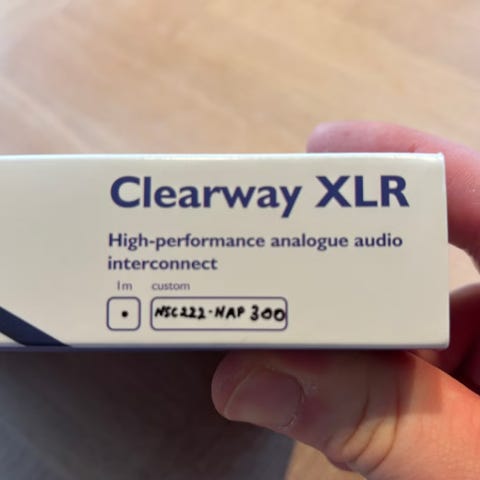 Clearway XLR
High-performance analogue audio
interconnect
1m custom
NSC222-NAP 300